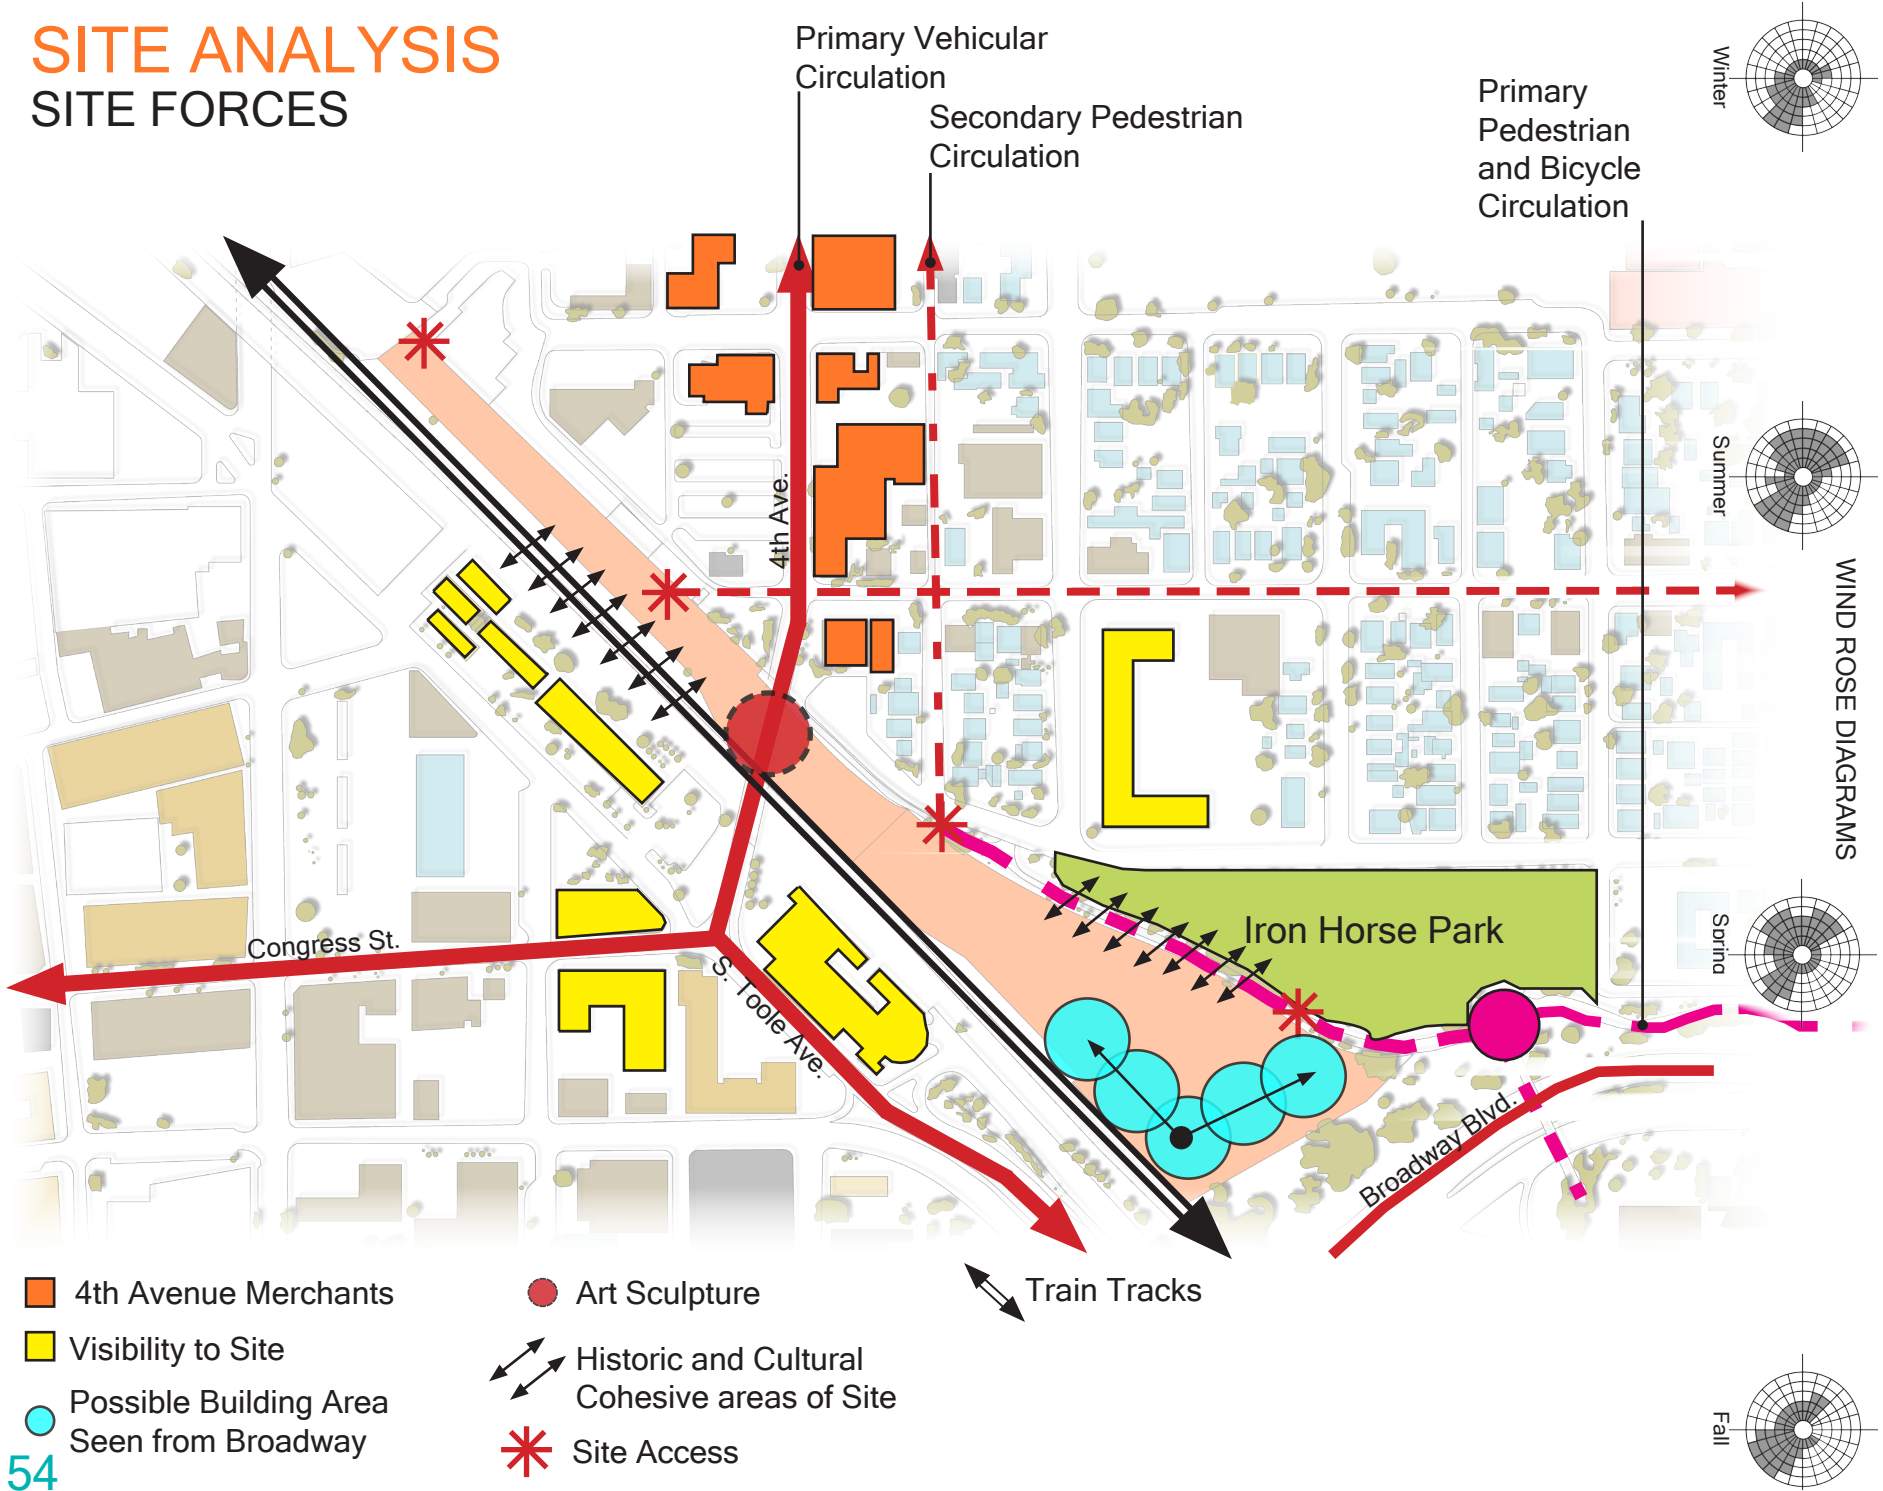 SITE ANALYSIS
SITE FORCES
Primary Vehicular
Circulation
Secondary Pedestrian
Circulation
Primary
Pedestrian
and Bicycle
Circulation
Winter
Summer
WIND ROSE DIAGRAMS
Spring
Fall
4th Ave.
Congress St.
S. Toole Ave.
Iron Horse Park
Broadway Blvd.
4th Avenue Merchants
Visibility to Site
Possible Building Area
Seen from Broadway
Art Sculpture
Historic and Cultural
Cohesive areas of Site
Site Access
Train Tracks
54